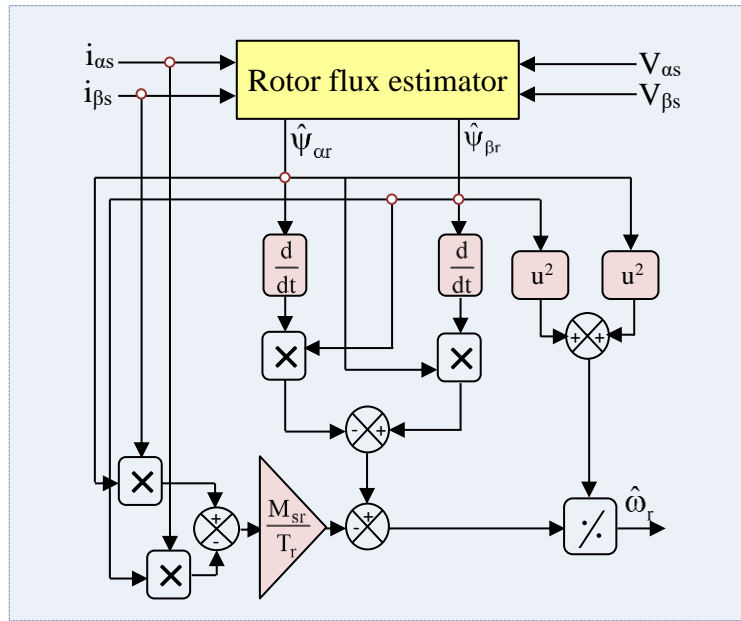 iαs
Vαs
Rotor flux estimator
iβs
Vβs
ψ̂αr
ψ̂βr
d/dt
d/dt
u²
u²
×
×
+ +
- +
×
+
-
Msr/Tr
+
-
⁒
ω̂r
×